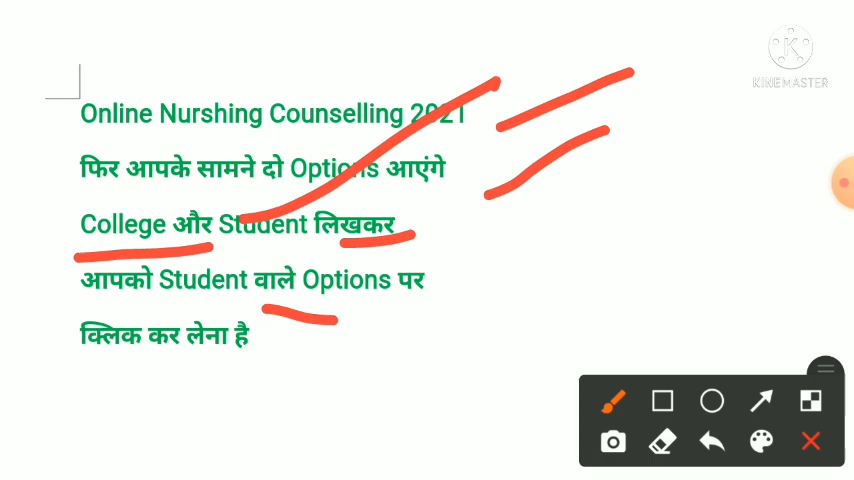 KINEMASTER
Online Nurshing Counselling 2021
फिर आपके सामने दो Options आएंगे
College और Student लिखकर
आपको Student वाले Options पर
क्लिक कर लेना है